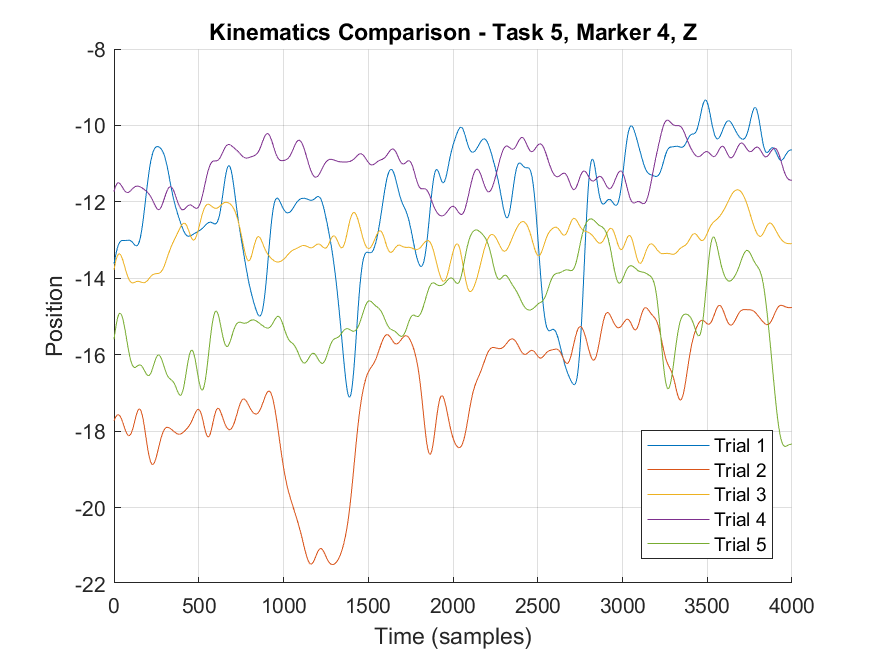 Kinematics Comparison - Task 5, Marker 4, Z
-8
-10
-12
-14
-16
-18
-20
-22
Position
0 500 1000 1500 2000 2500 3000 3500 4000
Time (samples)
Trial 1
Trial 2
Trial 3
Trial 4
Trial 5